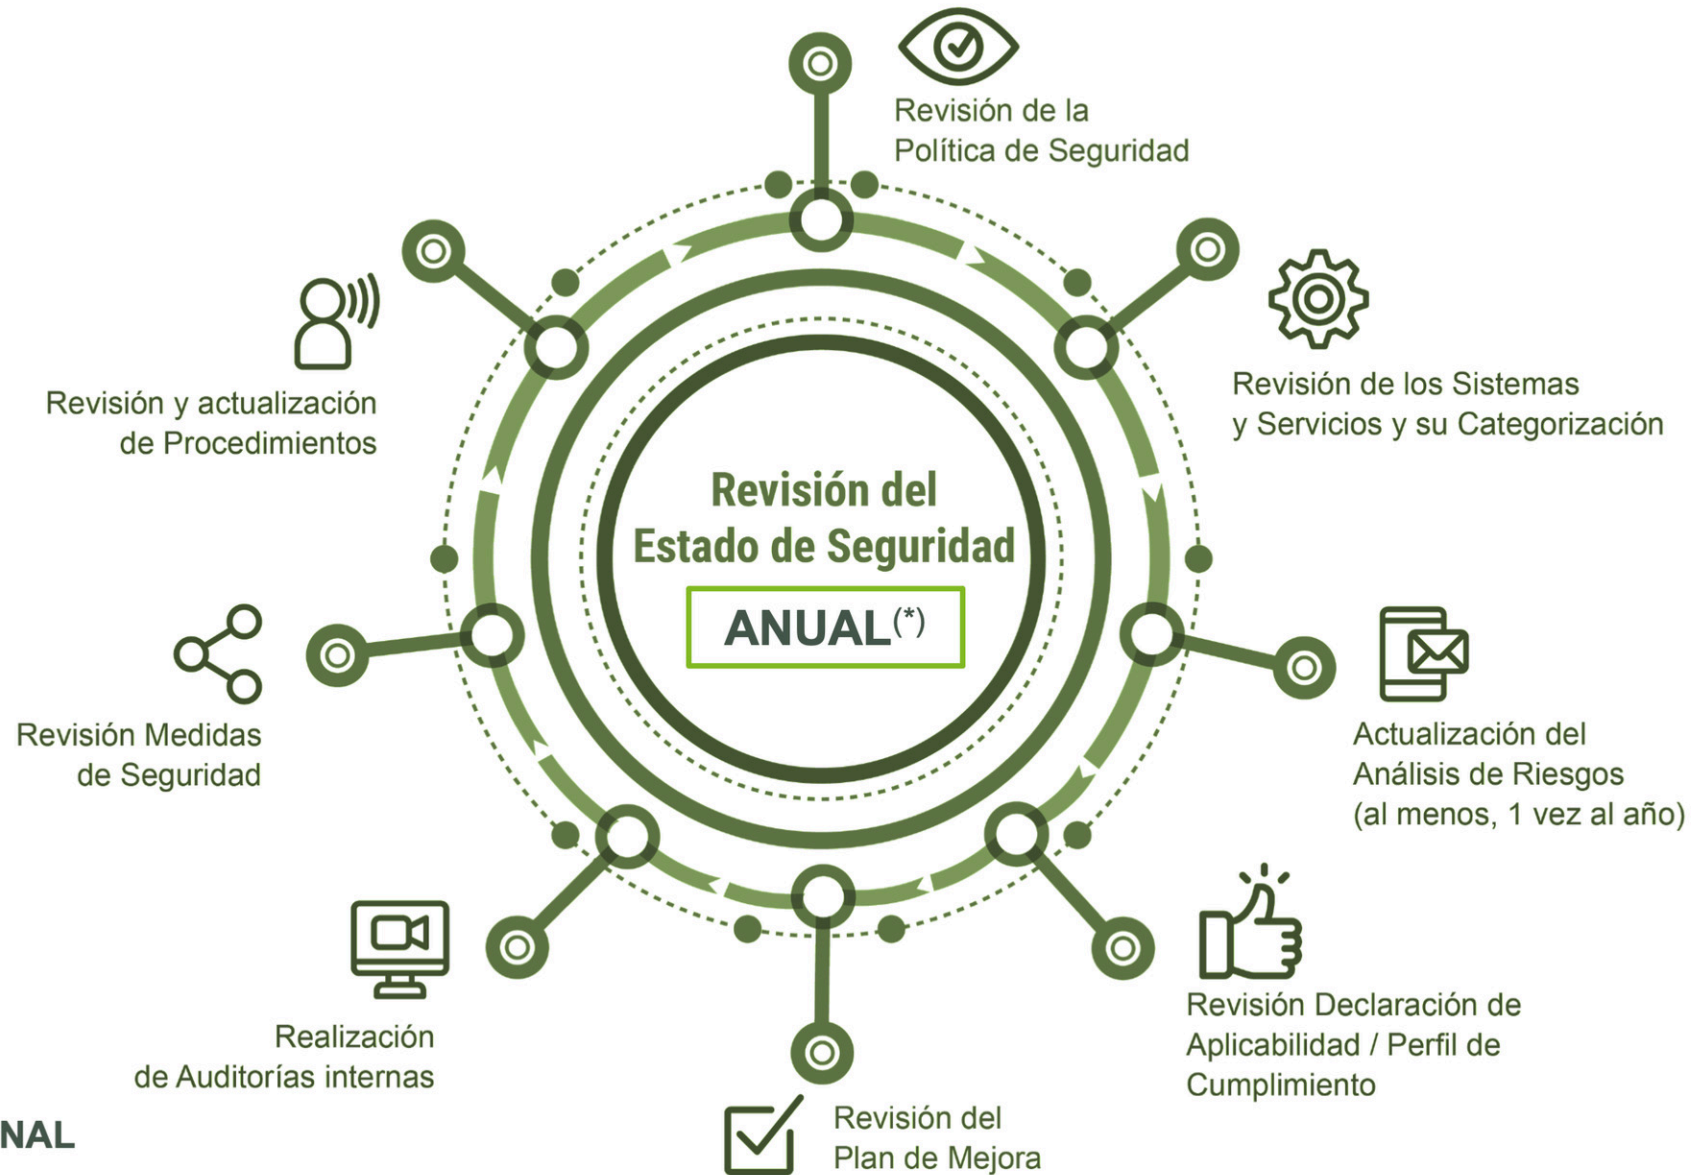 Revisión de la
Política de Seguridad
Revisión de los Sistemas
y Servicios y su Categorización
Actualización del
Análisis de Riesgos
(al menos, 1 vez al año)
Revisión Declaración de
Aplicabilidad / Perfil de
Cumplimiento
Revisión del
Plan de Mejora
Realización
de Auditorías internas
Revisión Medidas
de Seguridad
Revisión y actualización
de Procedimientos
Revisión del
Estado de Seguridad
ANUAL(*)
NAL